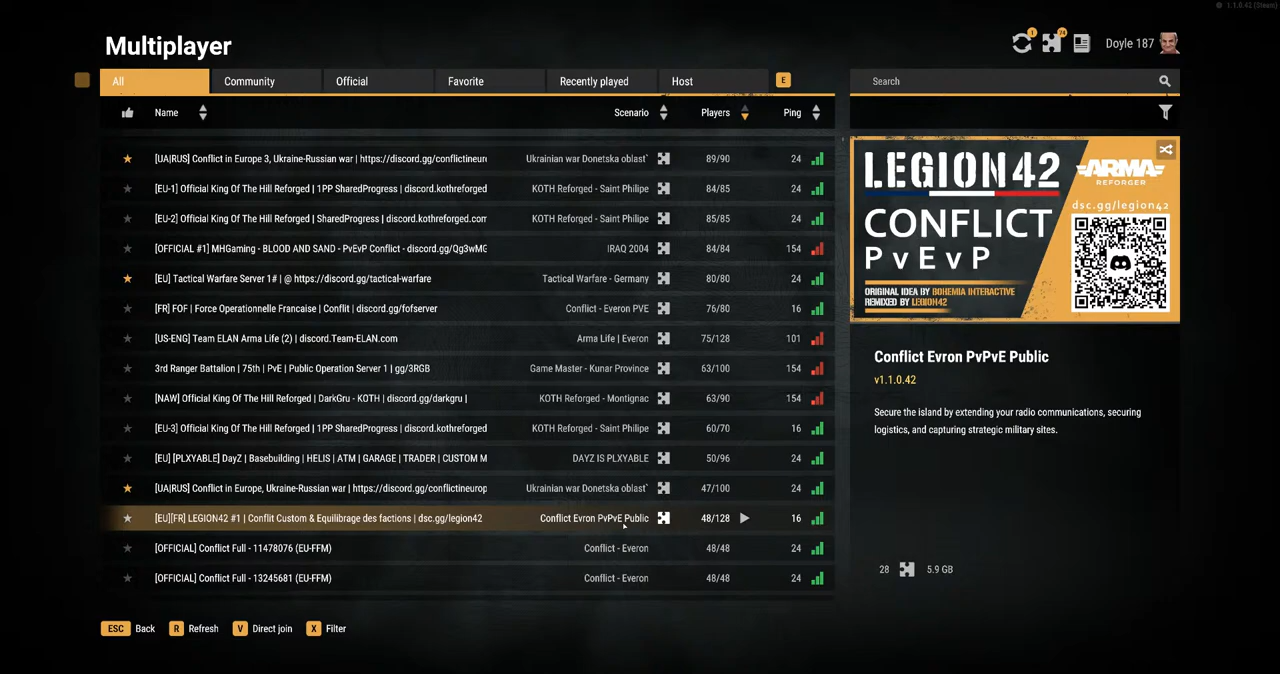 1.1.0.42 (Steam)
Multiplayer
1
74
Doyle 187
All
Community
Official
Favorite
Recently played
Host
E
Search
Name
Scenario
Players
Ping
[UA|RUS] Conflict in Europe 3, Ukraine-Russian war | https://discord.gg/conflictineuro
Ukrainian war Donetska oblast`
89/90
24
[EU-1] Official King Of The Hill Reforged | 1PP SharedProgress | discord.kothreforged
KOTH Reforged - Saint Philipe
84/85
24
[EU-2] Official King Of The Hill Reforged | SharedProgress | discord.kothreforged.com
KOTH Reforged - Saint Philipe
85/85
24
[OFFICIAL #1] MHGaming - BLOOD AND SAND - PvEvP Conflict - discord.gg/Qg3wMG
IRAQ 2004
84/84
154
[EU] Tactical Warfare Server 1# | @ https://discord.gg/tactical-warfare
Tactical Warfare - Germany
80/80
24
[FR] FOF | Force Operationnelle Francaise | Conflit | discord.gg/fofserver
Conflict - Everon PVE
76/80
16
[US-ENG] Team ELAN Arma Life (2) | discord.Team-ELAN.com
Arma Life | Everon
75/128
101
3rd Ranger Battalion | 75th | PvE | Public Operation Server 1 | gg/3RGB
Game Master - Kunar Province
63/100
154
[NAW] Official King Of The Hill Reforged | DarkGru - KOTH | discord.gg/darkgru |
KOTH Reforged - Montignac
63/90
154
[EU-3] Official King Of The Hill Reforged | 1PP SharedProgress | discord.kothreforged
KOTH Reforged - Saint Philipe
60/70
16
[EU] [PLXYABLE] DayZ | Basebuilding | HELIS | ATM | GARAGE | TRADER | CUSTOM M
DAYZ IS PLXYABLE
50/96
24
[UA|RUS] Conflict in Europe, Ukraine-Russian war | https://discord.gg/conflictineurop
Ukrainian war Donetska oblast`
47/100
24
[EU][FR] LEGION42 #1 | Conflit Custom & Equilibrage des factions | dsc.gg/legion42
Conflict Evron PvPvE Public
48/128
16
[OFFICIAL] Conflict Full - 11478076 (EU-FFM)
Conflict - Everon
48/48
24
[OFFICIAL] Conflict Full - 13245681 (EU-FFM)
Conflict - Everon
48/48
24
LEGION42
CONFLICT
PvEvP
ORIGINAL IDEA BY BOHEMIA INTERACTIVE
REMIXED BY LEGION42
ARMA
REFORGER
dsc.gg/legion42
Conflict Evron PvPvE Public
v1.1.0.42
Secure the island by extending your radio communications, securing
logistics, and capturing strategic military sites.
28
5.9 GB
ESC Back
R Refresh
V Direct join
X Filter